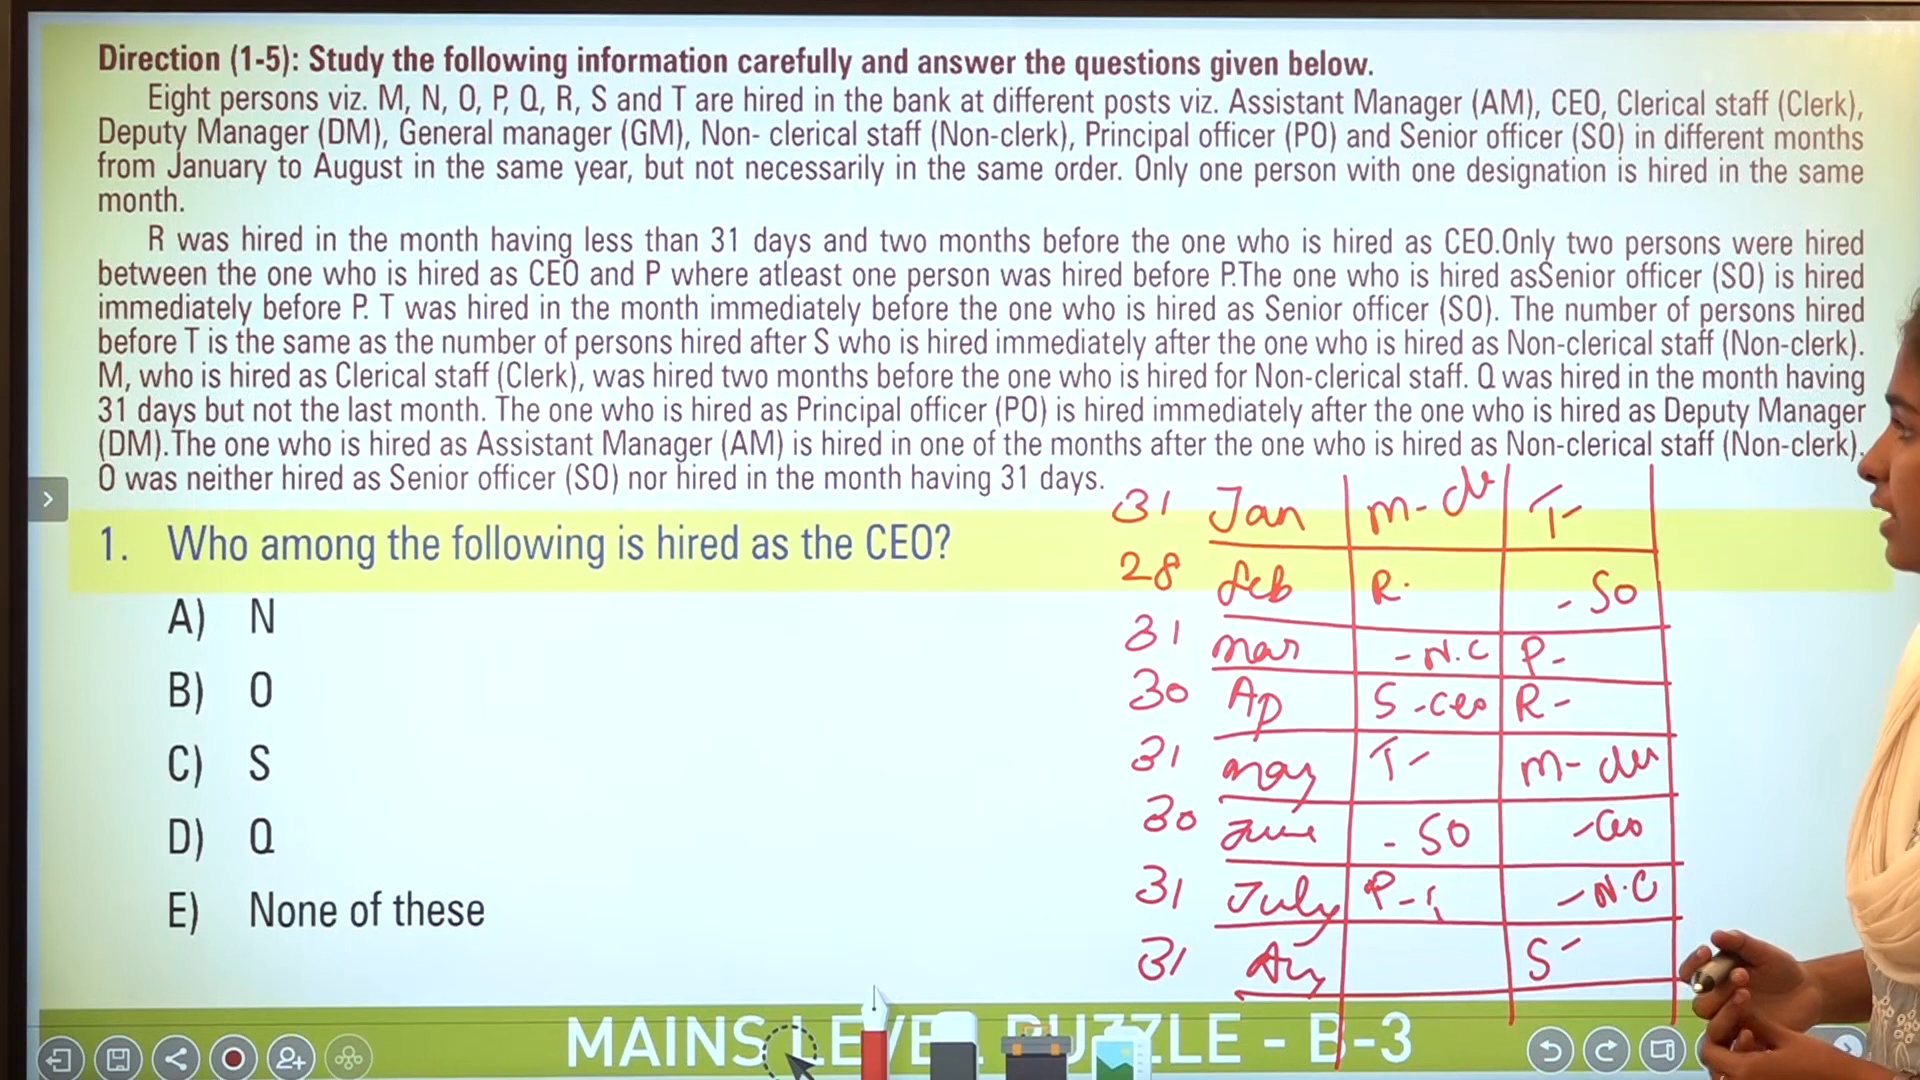 Direction (1-5): Study the following information carefully and answer the questions given below.
Eight persons viz. M, N, O, P, Q, R, S and T are hired in the bank at different posts viz. Assistant Manager (AM), CEO, Clerical staff (Clerk),
Deputy Manager (DM), General manager (GM), Non- clerical staff (Non-clerk), Principal officer (PO) and Senior officer (SO) in different months
from January to August in the same year, but not necessarily in the same order. Only one person with one designation is hired in the same
month.
R was hired in the month having less than 31 days and two months before the one who is hired as CEO.Only two persons were hired
between the one who is hired as CEO and P where atleast one person was hired before P.The one who is hired asSenior officer (SO) is hired
immediately before P. T was hired in the month immediately before the one who is hired as Senior officer (SO). The number of persons hired
before T is the same as the number of persons hired after S who is hired immediately after the one who is hired as Non-clerical staff (Non-clerk).
M, who is hired as Clerical staff (Clerk), was hired two months before the one who is hired for Non-clerical staff. Q was hired in the month having
31 days but not the last month. The one who is hired as Principal officer (PO) is hired immediately after the one who is hired as Deputy Manager
(DM).The one who is hired as Assistant Manager (AM) is hired in one of the months after the one who is hired as Non-clerical staff (Non-clerk).
O was neither hired as Senior officer (SO) nor hired in the month having 31 days.
1. Who among the following is hired as the CEO?
A) N
B) O
C) S
D) Q
E) None of these
31 Jan M- T-
28 feb R. - SO
31 mar - N.C P-
30 Ap S -ceo R-
31 may T- M-
30 June - SO -Ceo
31 July P- - N.C
31 S-
MAINS LEVEL PUZZLE - B-3